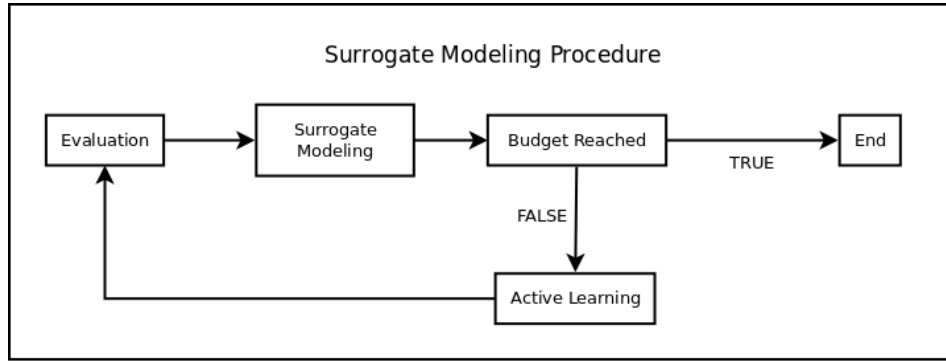 Surrogate Modeling Procedure
Evaluation
Surrogate
Modeling
Budget Reached
TRUE
End
FALSE
Active Learning